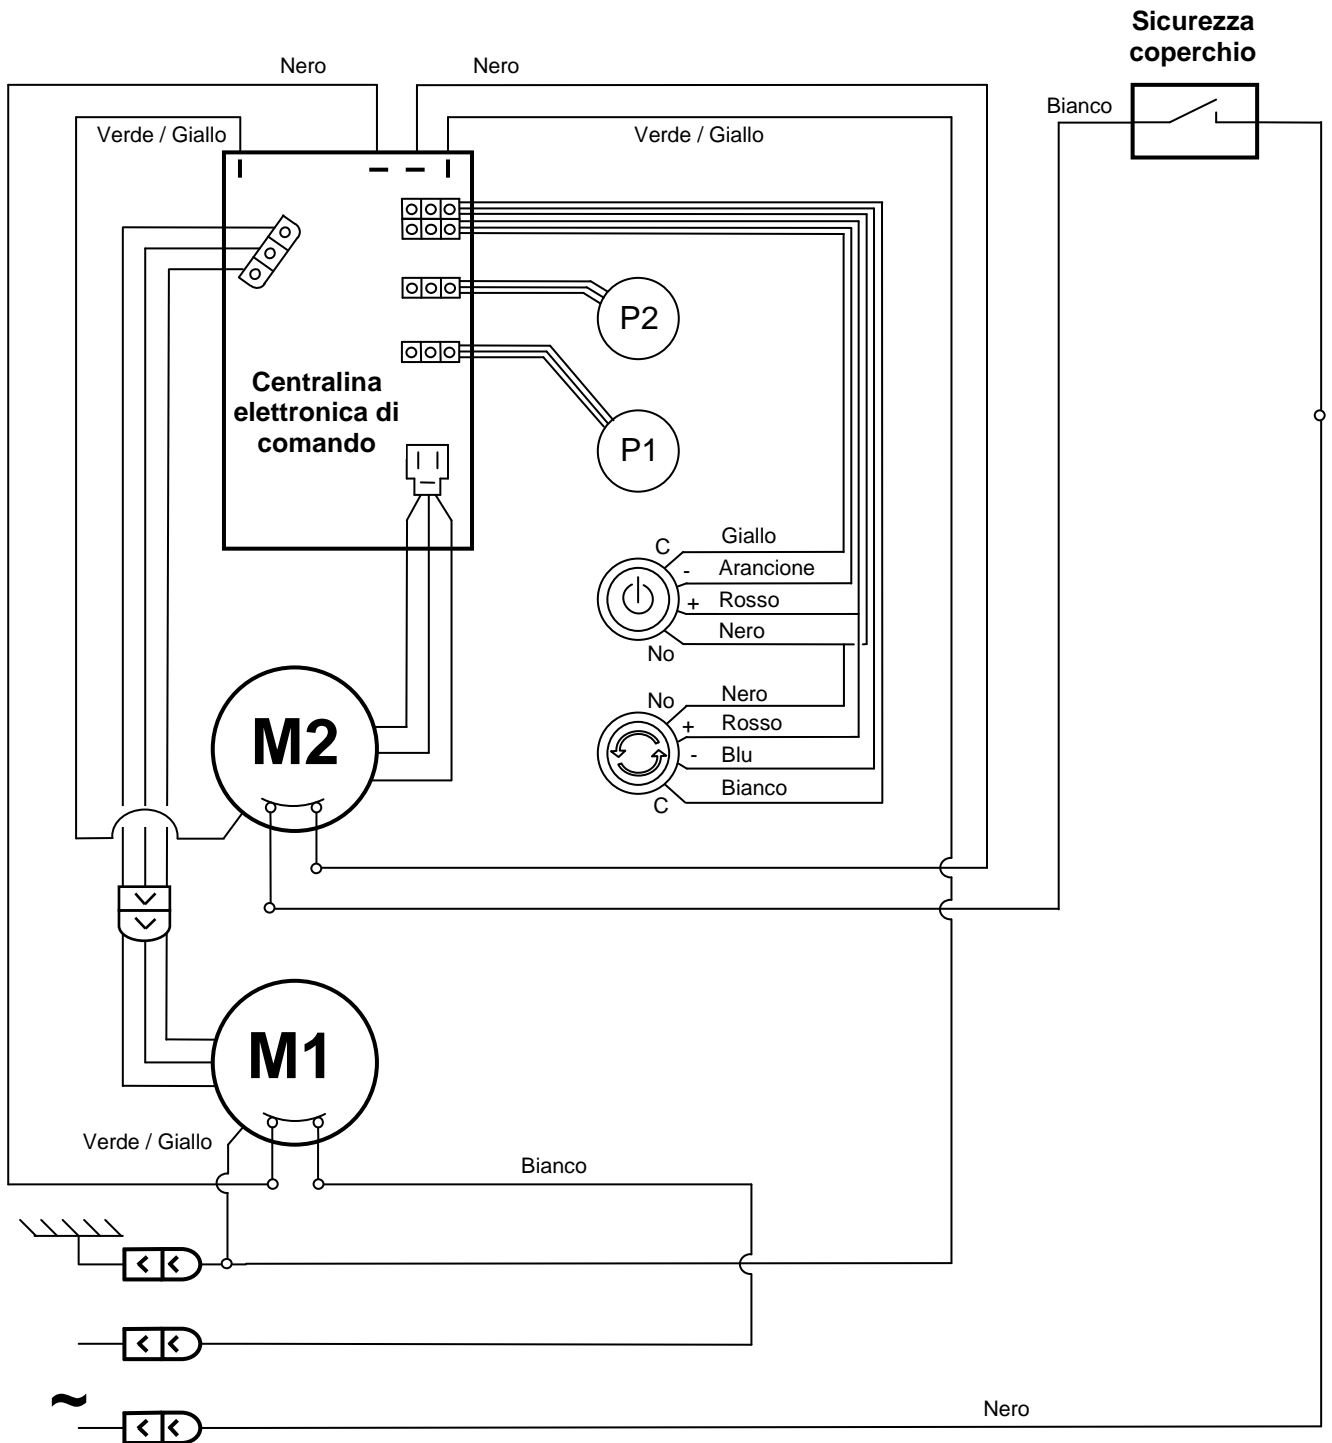 Sicurezza
coperchio
Nero
Nero
Bianco
Verde / Giallo
Verde / Giallo
P2
Centralina
elettronica di
comando
P1
C
Giallo
-
Arancione
+
Rosso
Nero
No
No
Nero
+
Rosso
-
Blu
Bianco
C
M2
M1
Verde / Giallo
Bianco
~
Nero